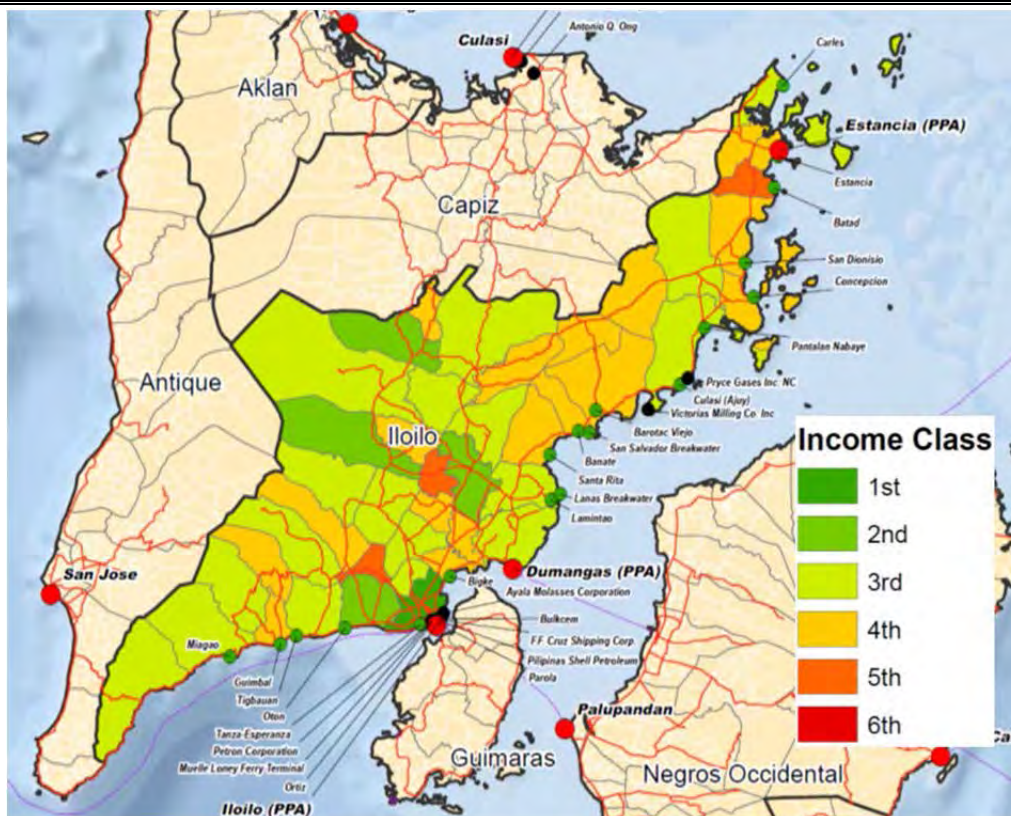 Antonio Q. Ong
Culasi
Carles
Aklan
Estancia (PPA)
Estancia
Capiz
Batad
San Dionisio
Concepcion
Pantalan Nabaye
Antique
Pryce Gases Inc. NC
Culasi (Ajuy)
Victorias Milling Co. Inc
Iloilo
Barotac Viejo
San Salvador Breakwater
Banate
Santa Rita
Lanas Breakwater
Lamintao
Income Class
1st
2nd
3rd
4th
5th
6th
San Jose
Dumangas (PPA)
Bigke
Ayala Molasses Corporation
Bulkcem
F.F. Cruz Shipping Corp.
Pilipinas Shell Petroleum
Parola
Miagao
Guimbal
Tigbauan
Oton
Tanza Esperanza
Petron Corporation
Muelle Loney Ferry Terminal
Ortiz
Iloilo (PPA)
Palupandan
Guimaras
Negros Occidental